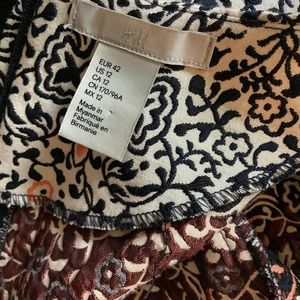 H&M
EUR 42
US 12
CA 12
CN 170/96A
MX 12
Made in
Myanmar
Fabriqué en
Birmanie